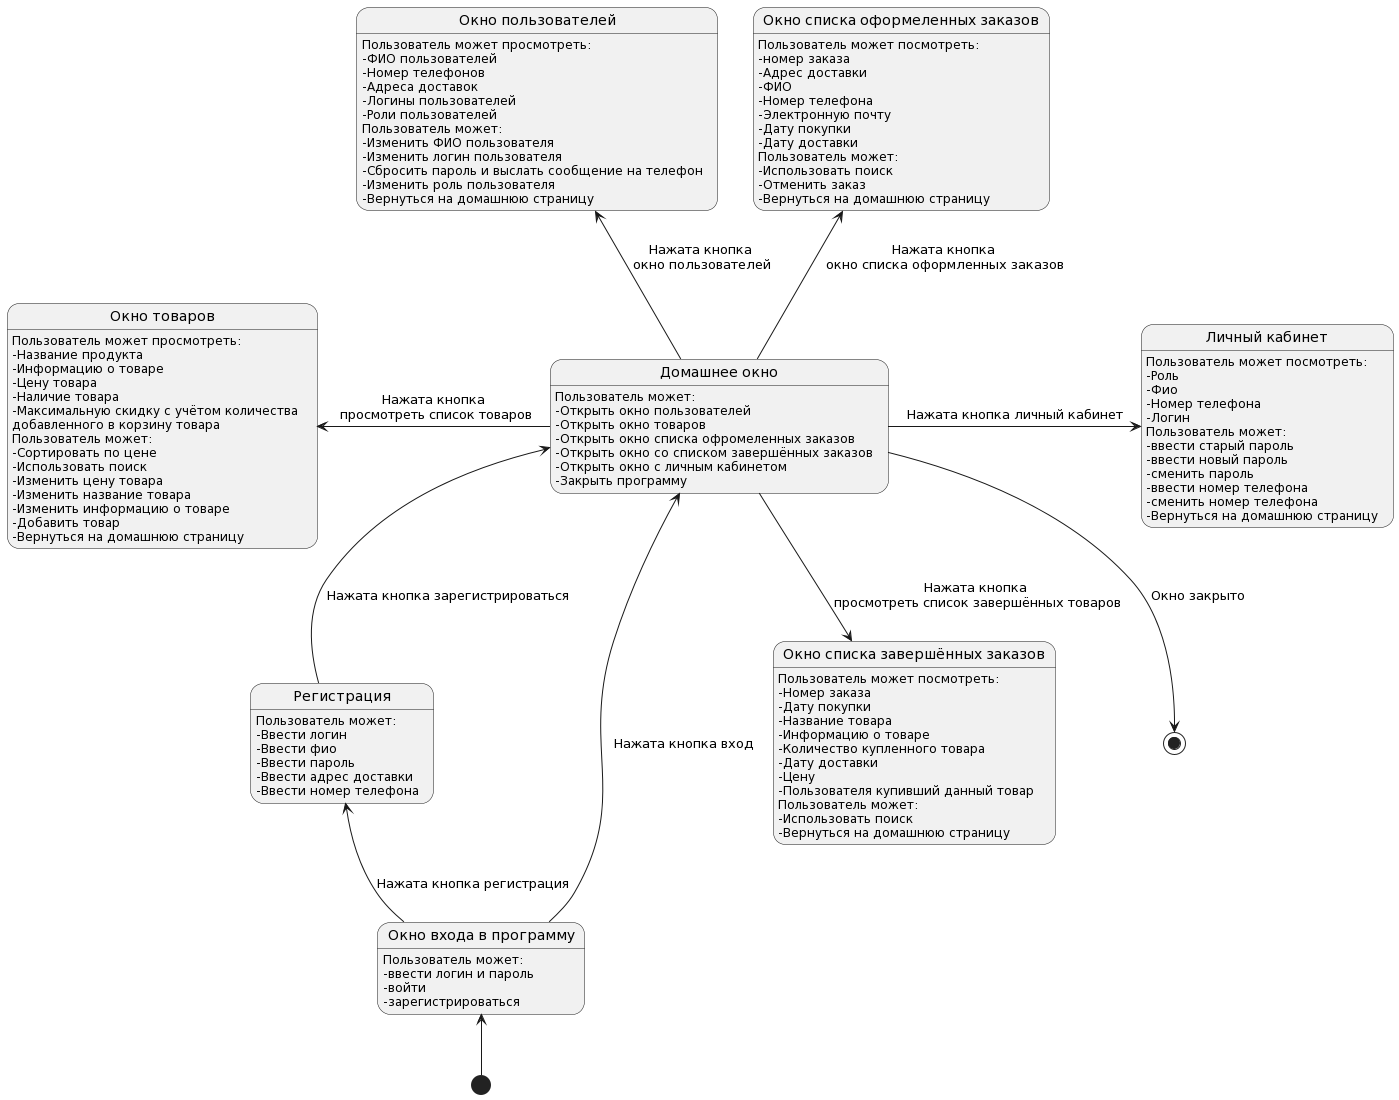 Окно пользователей
Пользователь может просмотреть:
-ФИО пользователей
-Номер телефонов
-Адреса доставок
-Логины пользователей
-Роли пользователей
Пользователь может:
-Изменить ФИО пользователя
-Изменить логин пользователя
-Сбросить пароль и выслать сообщение на телефон
-Изменить роль пользователя
-Вернуться на домашнюю страницу
Окно списка оформеленных заказов
Пользователь может посмотреть:
-номер заказа
-Адрес доставки
-ФИО
-Номер телефона
-Электронную почту
-Дату покупки
-Дату доставки
Пользователь может:
-Использовать поиск
-Отменить заказ
-Вернуться на домашнюю страницу
Нажата кнопка
окно пользователей
Нажата кнопка
окно списка оформленных заказов
Окно товаров
Пользователь может просмотреть:
-Название продукта
-Информацию о товаре
-Цену товара
-Наличие товара
-Максимальную скидку с учётом количества
добавленного в корзину товара
Пользователь может:
-Сортировать по цене
-Использовать поиск
-Изменить цену товара
-Изменить название товара
-Изменить информацию о товаре
-Добавить товар
-Вернуться на домашнюю страницу
Нажата кнопка
просмотреть список товаров
Домашнее окно
Пользователь может:
-Открыть окно пользователей
-Открыть окно товаров
-Открыть окно списка офромеленных заказов
-Открыть окно со списком завершённых заказов
-Открыть окно с личным кабинетом
-Закрыть программу
Нажата кнопка личный кабинет
Личный кабинет
Пользователь может посмотреть:
-Роль
-Фио
-Номер телефона
-Логин
Пользователь может:
-ввести старый пароль
-ввести новый пароль
-сменить пароль
-ввести номер телефона
-сменить номер телефона
-Вернуться на домашнюю страницу
Нажата кнопка зарегистрироваться
Нажата кнопка
просмотреть список завершённых товаров
Окно закрыто
Регистрация
Пользователь может:
-Ввести логин
-Ввести фио
-Ввести пароль
-Ввести адрес доставки
-Ввести номер телефона
Нажата кнопка вход
Окно списка завершённых заказов
Пользователь может посмотреть:
-Номер заказа
-Дату покупки
-Название товара
-Информацию о товаре
-Количество купленного товара
-Дату доставки
-Цену
-Пользователя купивший данный товар
Пользователь может:
-Использовать поиск
-Вернуться на домашнюю страницу
Нажата кнопка регистрация
Окно входа в программу
Пользователь может:
-ввести логин и пароль
-войти
-зарегистрироваться